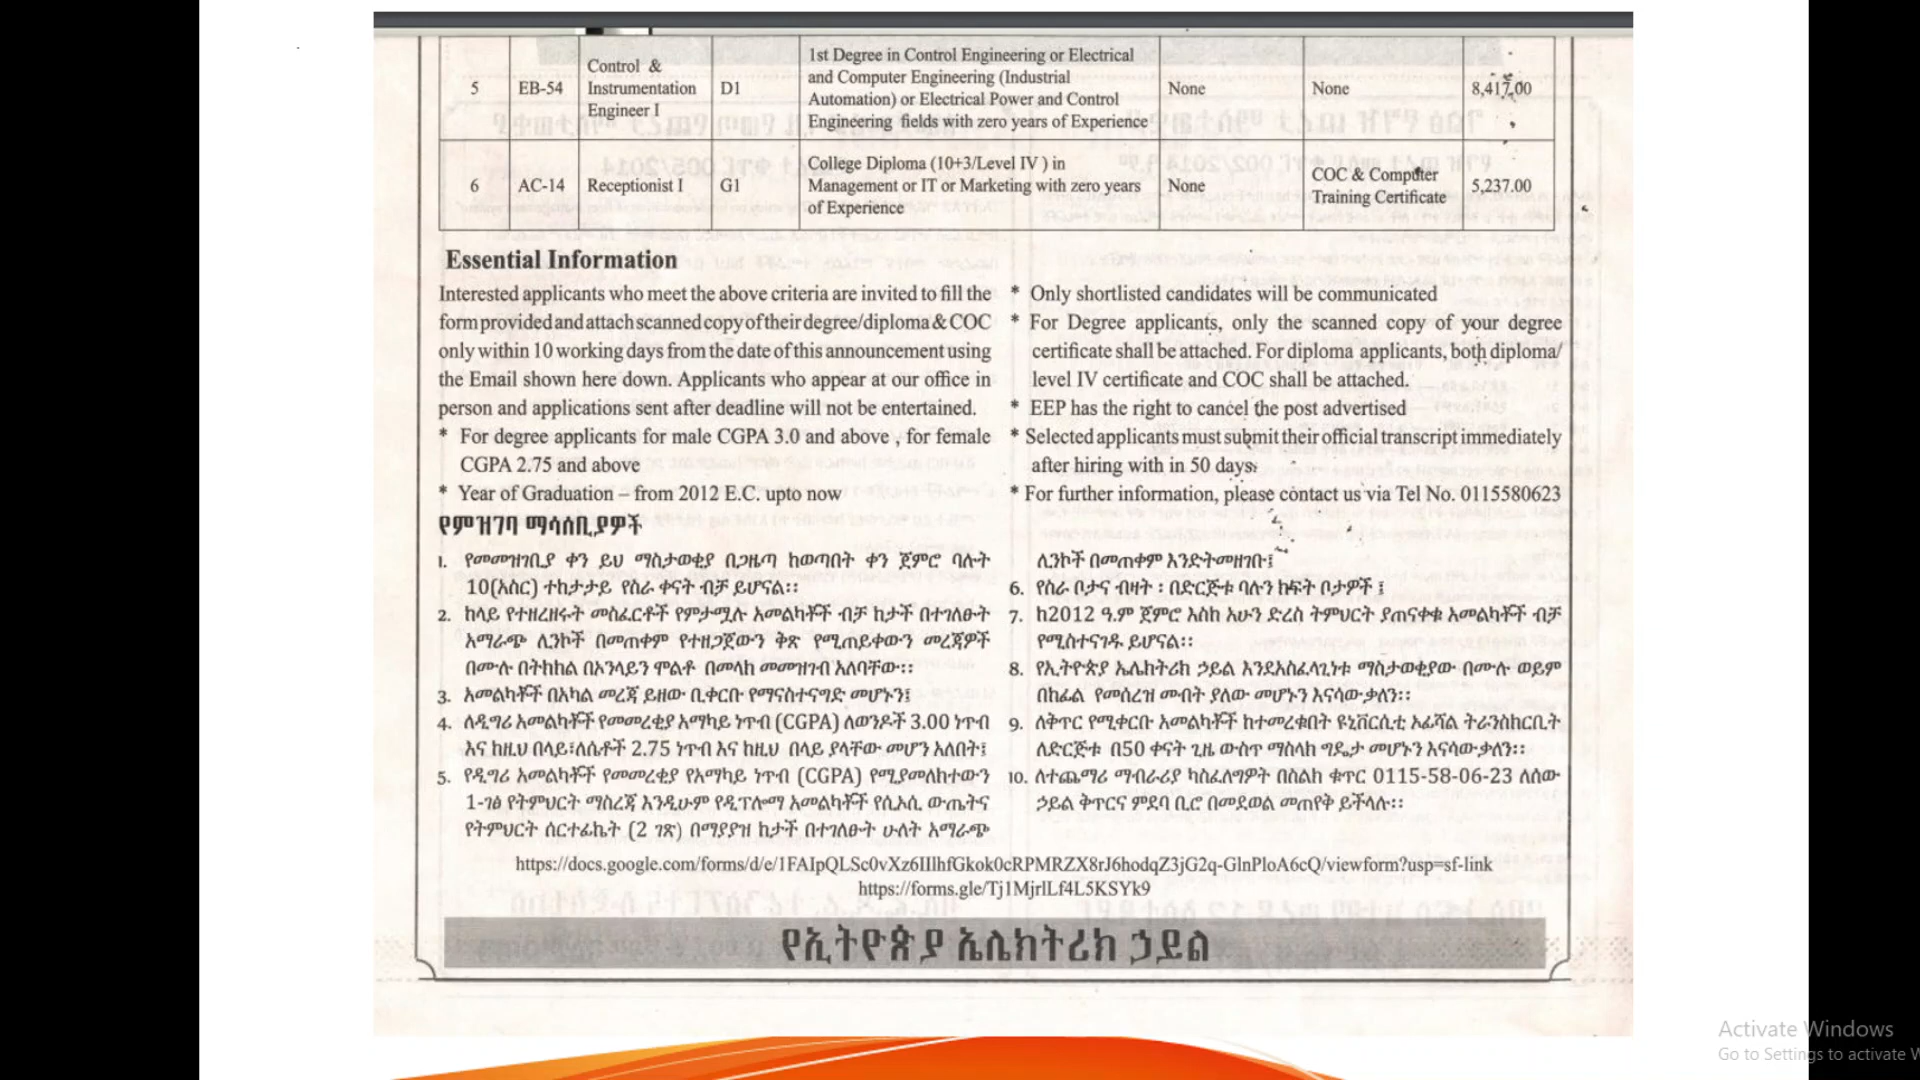 5 EB-54 Control & Instrumentation Engineer I D1 1st Degree in Control Engineering or Electrical and Computer Engineering (Industrial Automation) or Electrical Power and Control Engineering fields with zero years of Experience None None 8,417.00
6 AC-14 Receptionist I G1 College Diploma (10+3/Level IV ) in Management or IT or Marketing with zero years of Experience None COC & Computer Training Certificate 5,237.00
Essential Information
Interested applicants who meet the above criteria are invited to fill the
form provided and attach scanned copy of their degree/diploma & COC
only within 10 working days from the date of this announcement using
the Email shown here down. Applicants who appear at our office in
person and applications sent after deadline will not be entertained.
* For degree applicants for male CGPA 3.0 and above , for female
CGPA 2.75 and above
* Year of Graduation – from 2012 E.C. upto now
* Only shortlisted candidates will be communicated
* For Degree applicants, only the scanned copy of your degree
certificate shall be attached. For diploma applicants, both diploma/
level IV certificate and COC shall be attached.
* EEP has the right to cancel the post advertised
* Selected applicants must submit their official transcript immediately
after hiring with in 50 days.
* For further information, please contact us via Tel No. 0115580623
የምዝገባ ማሳሰቢያዎች
1. የመመዝገቢያ ቀን ይህ ማስታወቂያ በጋዜጣ ከወጣበት ቀን ጀምሮ ባሉት
10(አስር) ተከታታይ የስራ ቀናት ብቻ ይሆናል፡፡
2. ከላይ የተዘረዘሩት መስፈርቶች የምታሟሉ አመልካቾች ብቻ ከታች በተገለፁት
አማራጭ ሊንኮች በመጠቀም የተዘጋጀውን ቅጽ የሚጠይቀውን መረጃዎች
በሙሉ በትክክል በኦንላይን ሞልቶ በመላክ መመዝገብ አለባቸው፡፡
3. አመልካቾች በአካል መረጃ ይዘው ቢቀርቡ የማናስተናግድ መሆኑን፤
4. ለዲግሪ አመልካቾች የመመረቂያ አማካይ ነጥብ (CGPA) ለወንዶች 3.00 ነጥብ
እና ከዚህ በላይ፣ለሴቶች 2.75 ነጥብ እና ከዚህ በላይ ያላቸው መሆን አለበት፤
5. የዲግሪ አመልካቾች የመመረቂያ የአማካይ ነጥብ (CGPA) የሚያመለክተውን
1-ገፅ የትምህርት ማስረጃ እንዲሁም የዲፕሎማ አመልካቾች የሲኦሲ ውጤትና
የትምህርት ሰርተፊኬት (2 ገጽ) በማያያዝ ከታች በተገለፁት ሁለት አማራጭ
ሊንኮች በመጠቀም እንድትመዘገቡ፤
6. የስራ ቦታና ብዛት ፡ በድርጅቱ ባሉን ክፍት ቦታዎች ፤
7. ከ2012 ዓ.ም ጀምሮ እስከ አሁን ድረስ ትምህርት ያጠናቀቁ አመልካቾች ብቻ
የሚስተናገዱ ይሆናል፡፡
8. የኢትዮጵያ ኤሌክትሪክ ኃይል እንደአስፈላጊነቱ ማስታወቂያው በሙሉ ወይም
በከፊል የመሰረዝ መብት ያለው መሆኑን እናሳውቃለን፡፡
9. ለቅጥር የሚቀርቡ አመልካቾች ከተመረቁበት ዩኒቨርሲቲ ኦፊሻል ትራንስክርቢት
ለድርጅቱ በ50 ቀናት ጊዜ ውስጥ ማስላክ ግዴታ መሆኑን እናሳውቃለን፡፡
10. ለተጨማሪ ማብራሪያ ካስፈለግዎት በስልክ ቁጥር 0115-58-06-23 ለሰው
ኃይል ቅጥርና ምደባ ቢሮ በመደወል መጠየቅ ይችላሉ፡፡
https://docs.google.com/forms/d/e/1FAIpQLSc0vXz6IIlhfGkok0cRPMRZX8rJ6hodqZ3jG2q-GlnPloA6cQ/viewform?usp=sf-link
https://forms.gle/Tj1MjrlLf4L5KSYk9
የኢትዮጵያ ኤሌክትሪክ ኃይል
Activate Windows
Go to Settings to activate W